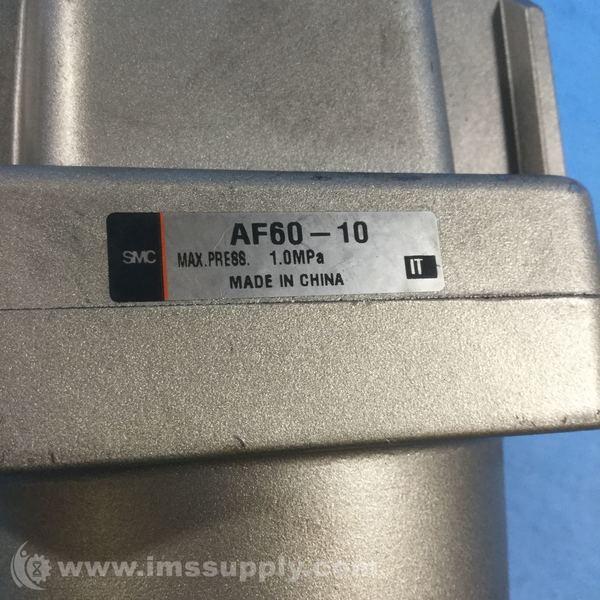 AF60-10
SMC
MAX.PRESS. 1.0MPa
IT
MADE IN CHINA
www.imssupply.com